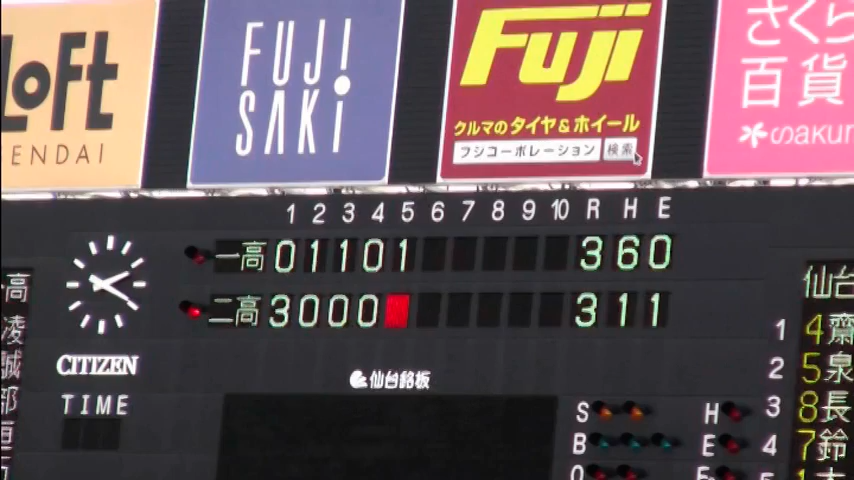 Loft
SENDAI
FUJI
SAKI
Fuji
クルマのタイヤ&ホイール
フジコーポレーション 検索
さくら
百貨
sakur
1 2 3 4 5 6 7 8 9 10 R H E
一高 0 1 1 0 1 3 6 0
二高 3 0 0 0 3 1 1
CITIZEN
TIME
仙台銘板
S H
B E
高
凌
誠
部
仙台
1 4 齋
2 5 泉
3 8 長
4 7 鈴